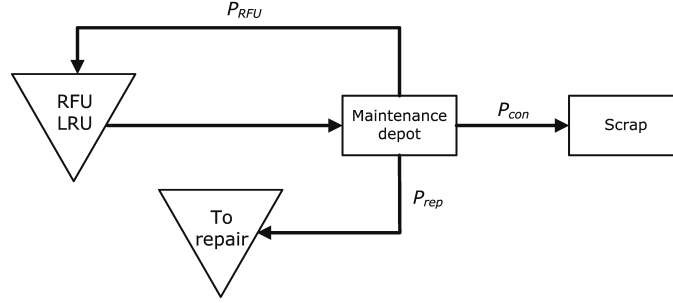 P_RFU
RFU
LRU
Maintenance
depot
P_con
Scrap
P_rep
To
repair